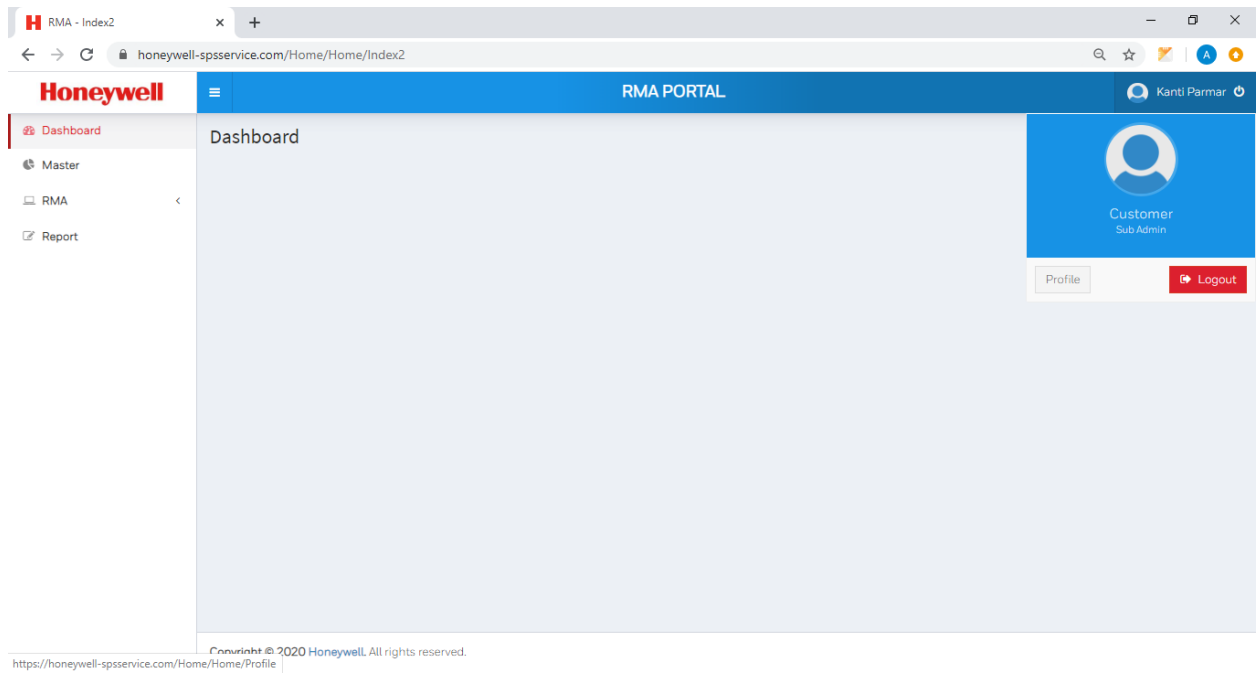 RMA - Index2
honeywell-spsservice.com/Home/Home/Index2
A
Honeywell
RMA PORTAL
Kanti Parmar
Dashboard
Master
RMA
Report
Dashboard
Customer
Sub Admin
Profile
Logout
Copyright © 2020 Honeywell. All rights reserved.
https://honeywell-spsservice.com/Home/Home/Profile